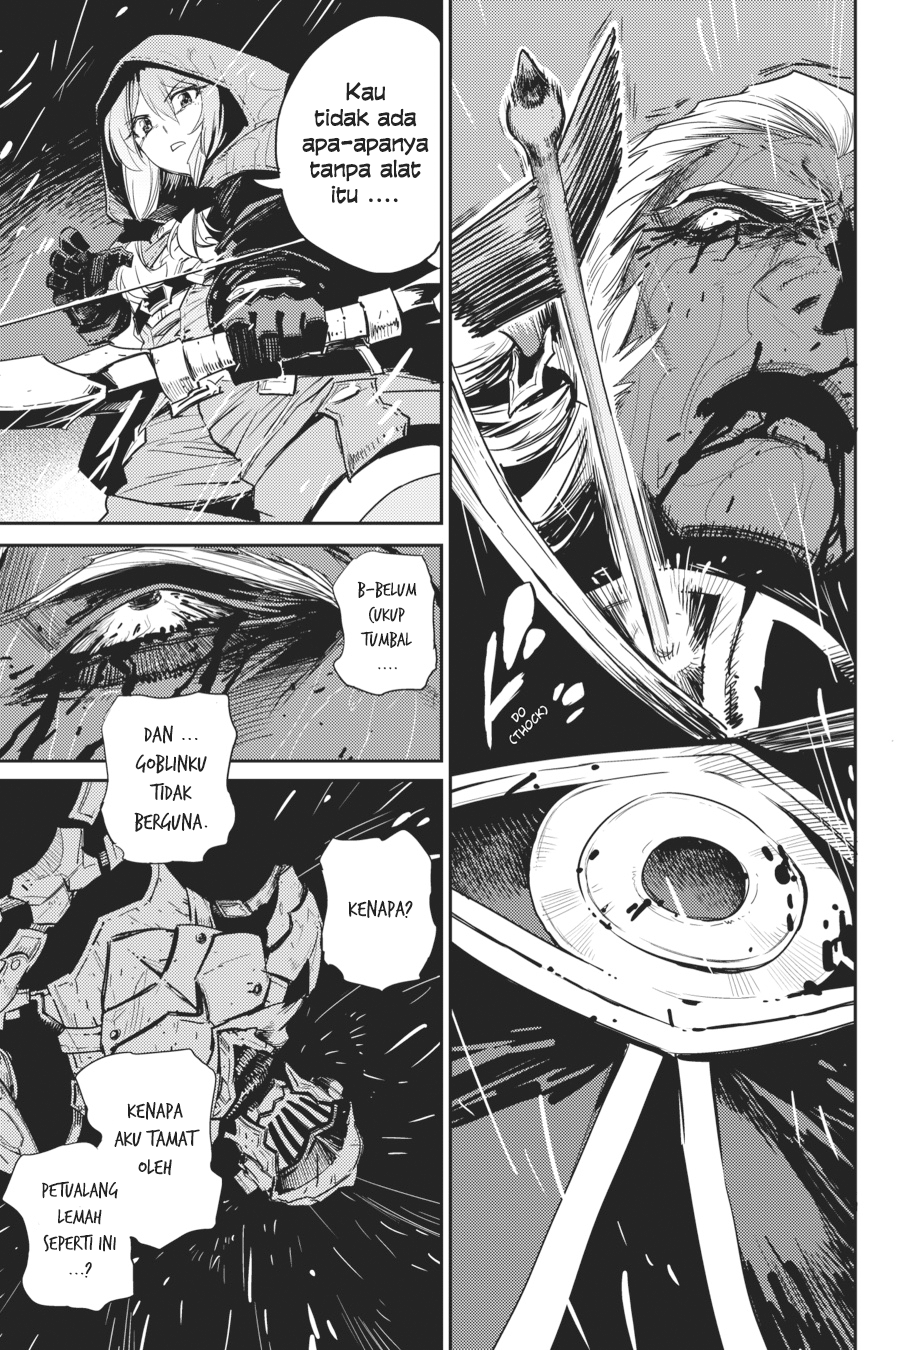 DO
(THOCK)
Kau
tidak ada
apa-apanya
tanpa alat
itu ....
B-BELUM
CUKUP
TUMBAL
....
DAN ...
GOBLINKU
TIDAK
BERGUNA.
KENAPA?
KENAPA
AKU TAMAT
OLEH
PETUALANG
LEMAH
SEPERTI INI
...?